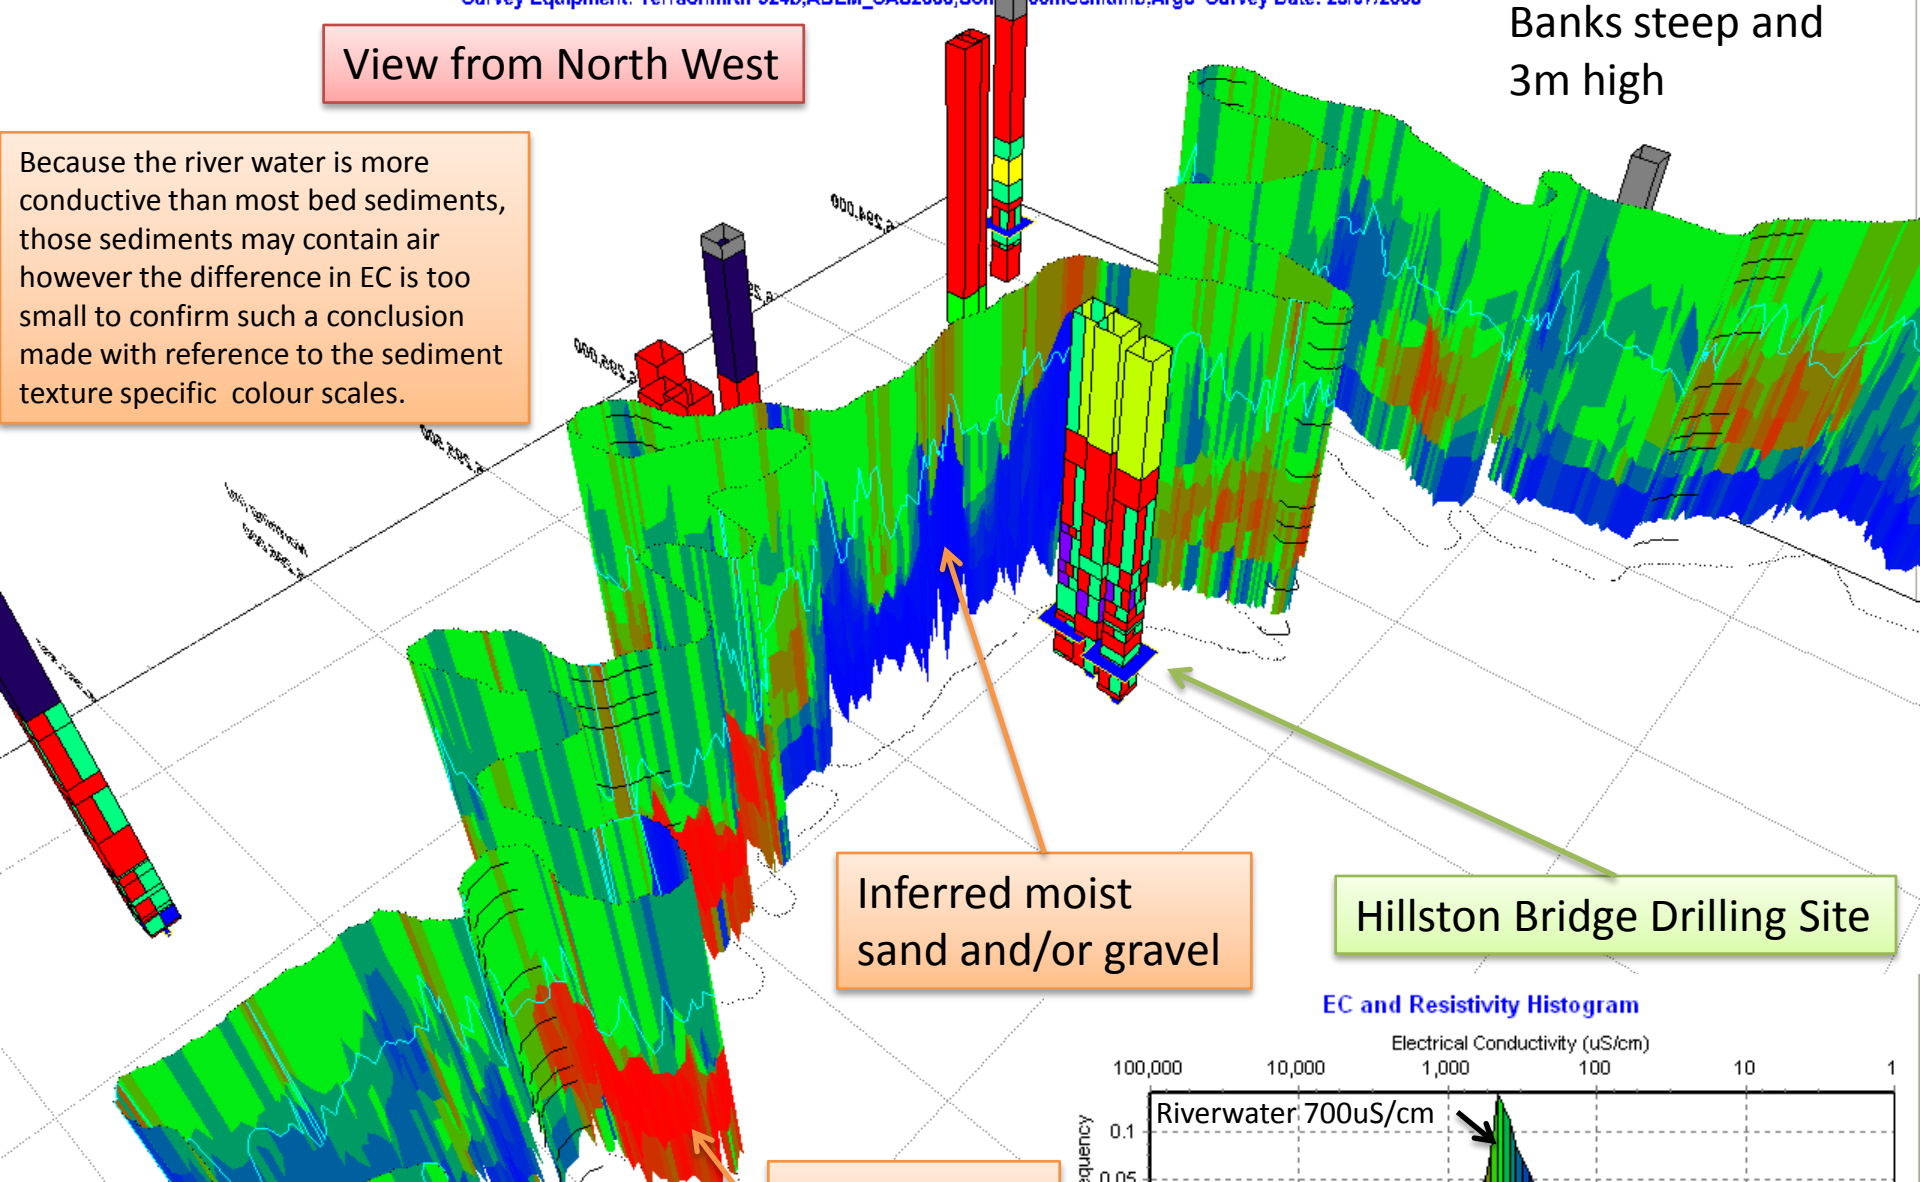 View from North West
Banks steep and
3m high
Because the river water is more
conductive than most bed sediments,
those sediments may contain air
however the difference in EC is too
small to confirm such a conclusion
made with reference to the sediment
texture specific colour scales.
Inferred moist
sand and/or gravel
Hillston Bridge Drilling Site
EC and Resistivity Histogram
Electrical Conductivity (uS/cm)
100,000 10,000 1,000 100 10 1
Riverwater 700uS/cm
0.1
0.05